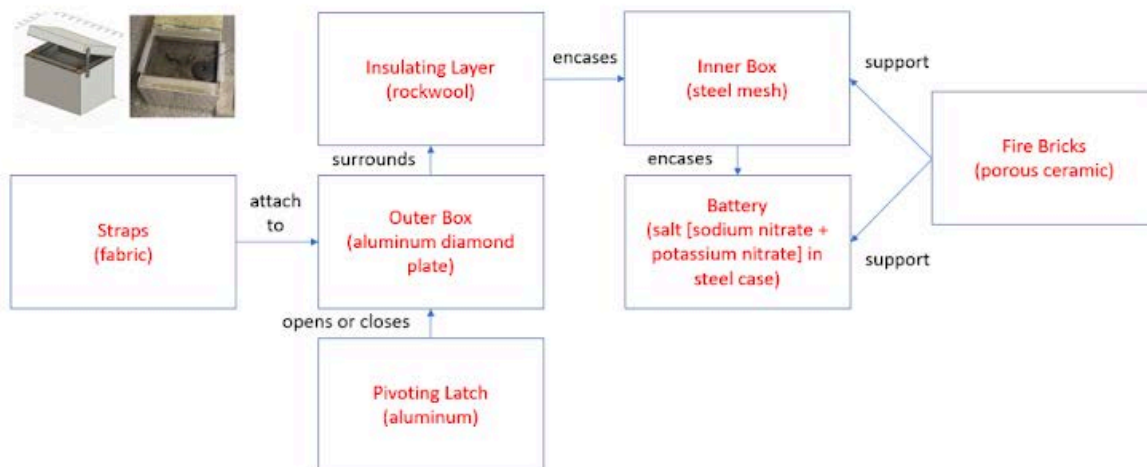 Insulating Layer
(rockwool)
encases
Inner Box
(steel mesh)
support
Fire Bricks
(porous ceramic)
surrounds
encases
Straps
(fabric)
attach
to
Outer Box
(aluminum diamond
plate)
Battery
(salt [sodium nitrate +
potassium nitrate] in
steel case)
support
opens or closes
Pivoting Latch
(aluminum)